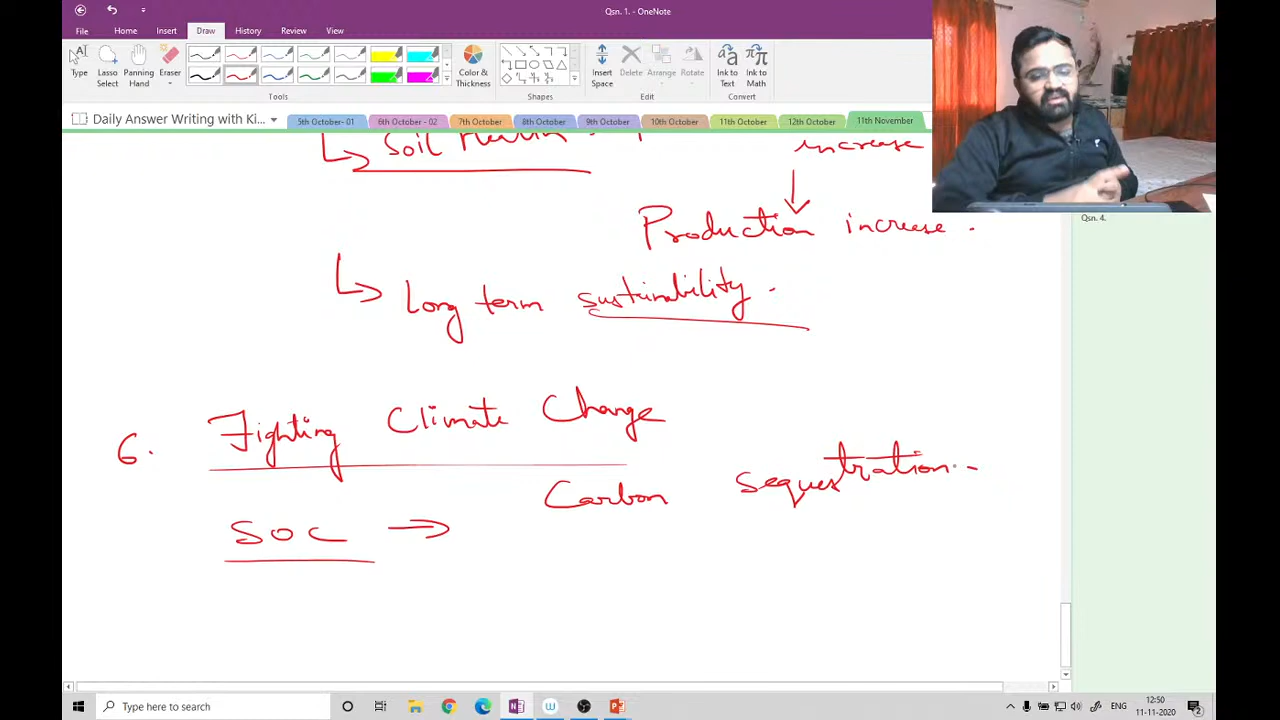 Qsn. 1. - OneNote
File Home Insert Draw History Review View
Type
Lasso Select
Panning Hand
Eraser
Color & Thickness
Insert Space
Delete
Arrange
Rotate
Ink to Text
Ink to Math
Tools Shapes Edit Convert
Daily Answer Writing with Ki...
5th October- 01 6th October - 02 7th October 8th October 9th October 10th October 11th October 12th October 11th November
Qsn. 4.
Soil
increase
Production increase.
Long term sustinability.
6. Fighting Climate Change
Carbon sequestration.
SOC →
Type here to search
12:50
11-11-2020
2